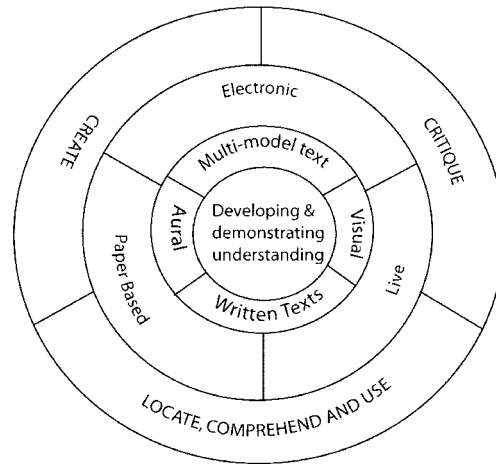 CREATE
CRITIQUE
LOCATE, COMPREHEND AND USE
Electronic
Paper Based
Live
Multi-model text
Aural
Visual
Written Texts
Developing &
demonstrating
understanding